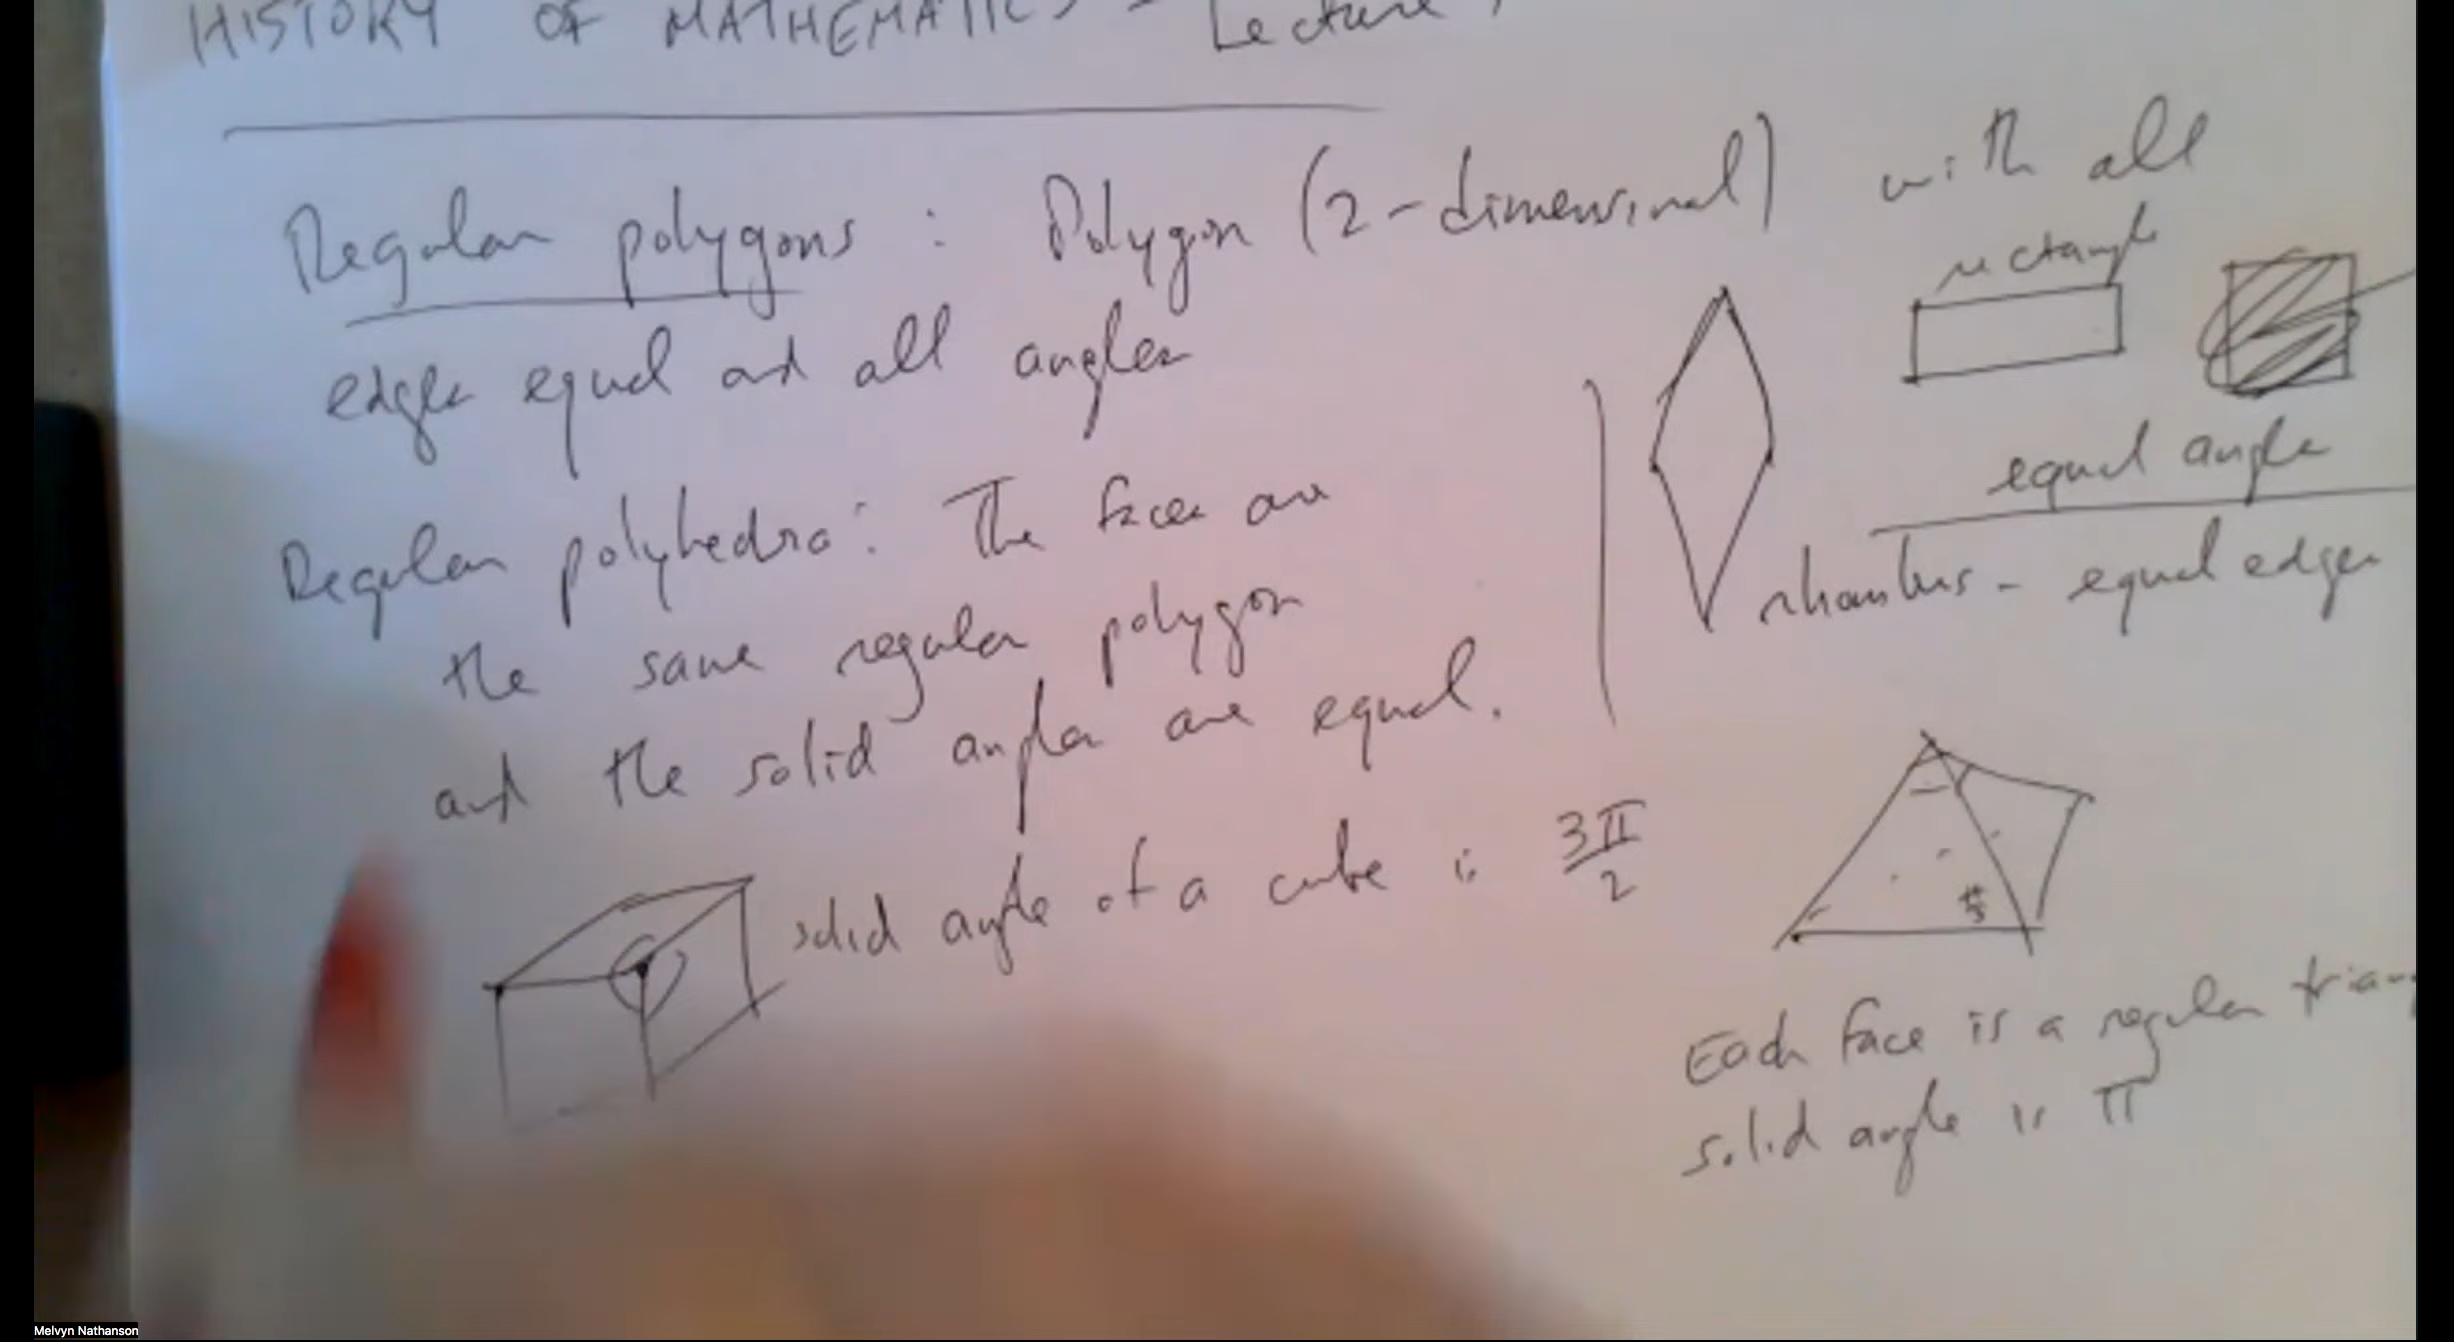 HISTORY OF MATHEMATICS - Lecture
Regular polygons : Polygon (2-dimensional) with all
edges equal and all angles
rectangle
equal angle
rhombus - equal edges
Regular polyhedra: The faces are
the same regular polygon
and the solid angles are equal.
solid angle of a cube is 3π/2
Each face is a regular trian
solid angle is π
Melvyn Nathanson